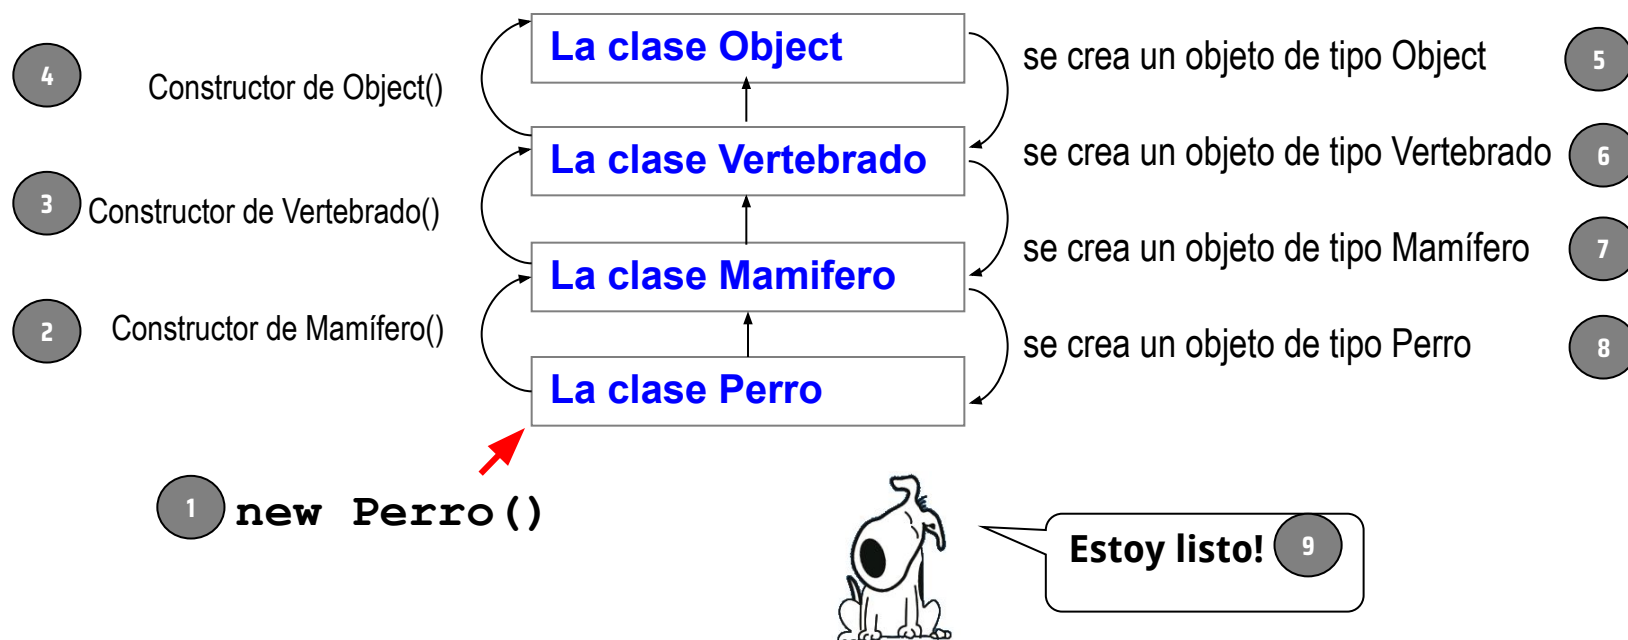 La clase Object
4
Constructor de Object()
se crea un objeto de tipo Object
5
La clase Vertebrado
3
Constructor de Vertebrado()
se crea un objeto de tipo Vertebrado
6
La clase Mamifero
2
Constructor de Mamífero()
se crea un objeto de tipo Mamífero
7
La clase Perro
se crea un objeto de tipo Perro
8
1
new Perro()
Estoy listo!
9